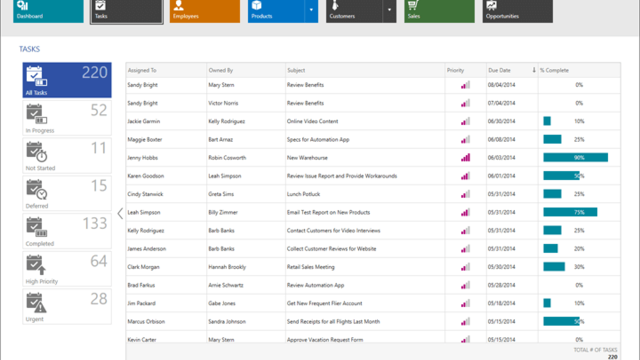 Dashboard Tasks Employees Products Customers Sales Opportunities
TASKS
220
All Tasks
52
In Progress
11
Not Started
15
Deferred
133
Completed
64
High Priority
28
Urgent
Assigned To Owned By Subject Priority Due Date % Complete
Sandy Bright Mary Stern Review Benefits 08/04/2014 0%
Sandy Bright Victor Norris Review Benefits 07/04/2014 0%
Jackie Garmin Kelly Rodriguez Online Video Content 06/30/2014 10%
Maggie Boxter Bart Arnaz Specs for Automation App 06/08/2014 25%
Jenny Hobbs Robin Cosworth New Warehourse 06/03/2014 90%
Karen Goodson Leah Simpson Review Issue Report and Provide Workarounds 06/01/2014 50%
Cindy Stanwick Greta Sims Lunch Potluck 05/31/2014 25%
Leah Simpson Billy Zimmer Email Test Report on New Products 05/31/2014 75%
Kelly Rodriguez Barb Banks Contact Customers for Video Interviews 05/31/2014 25%
James Anderson Barb Banks Collect Customer Reviews for Website 05/31/2014 20%
Clark Morgan Hannah Brookly Retail Sales Meeting 05/30/2014 30%
Brad Farkus Arnie Schwartz Review Automation App 05/28/2014 0%
Jim Packard Gabe Jones Get New Frequent Flier Account 05/18/2014 10%
Marcus Orbison Sandra Johnson Send Receipts for all Flights Last Month 05/15/2014 50%
Kevin Carter Mary Stern Approve Vacation Request Form 05/15/2014 0%
TOTAL # OF TASKS
220